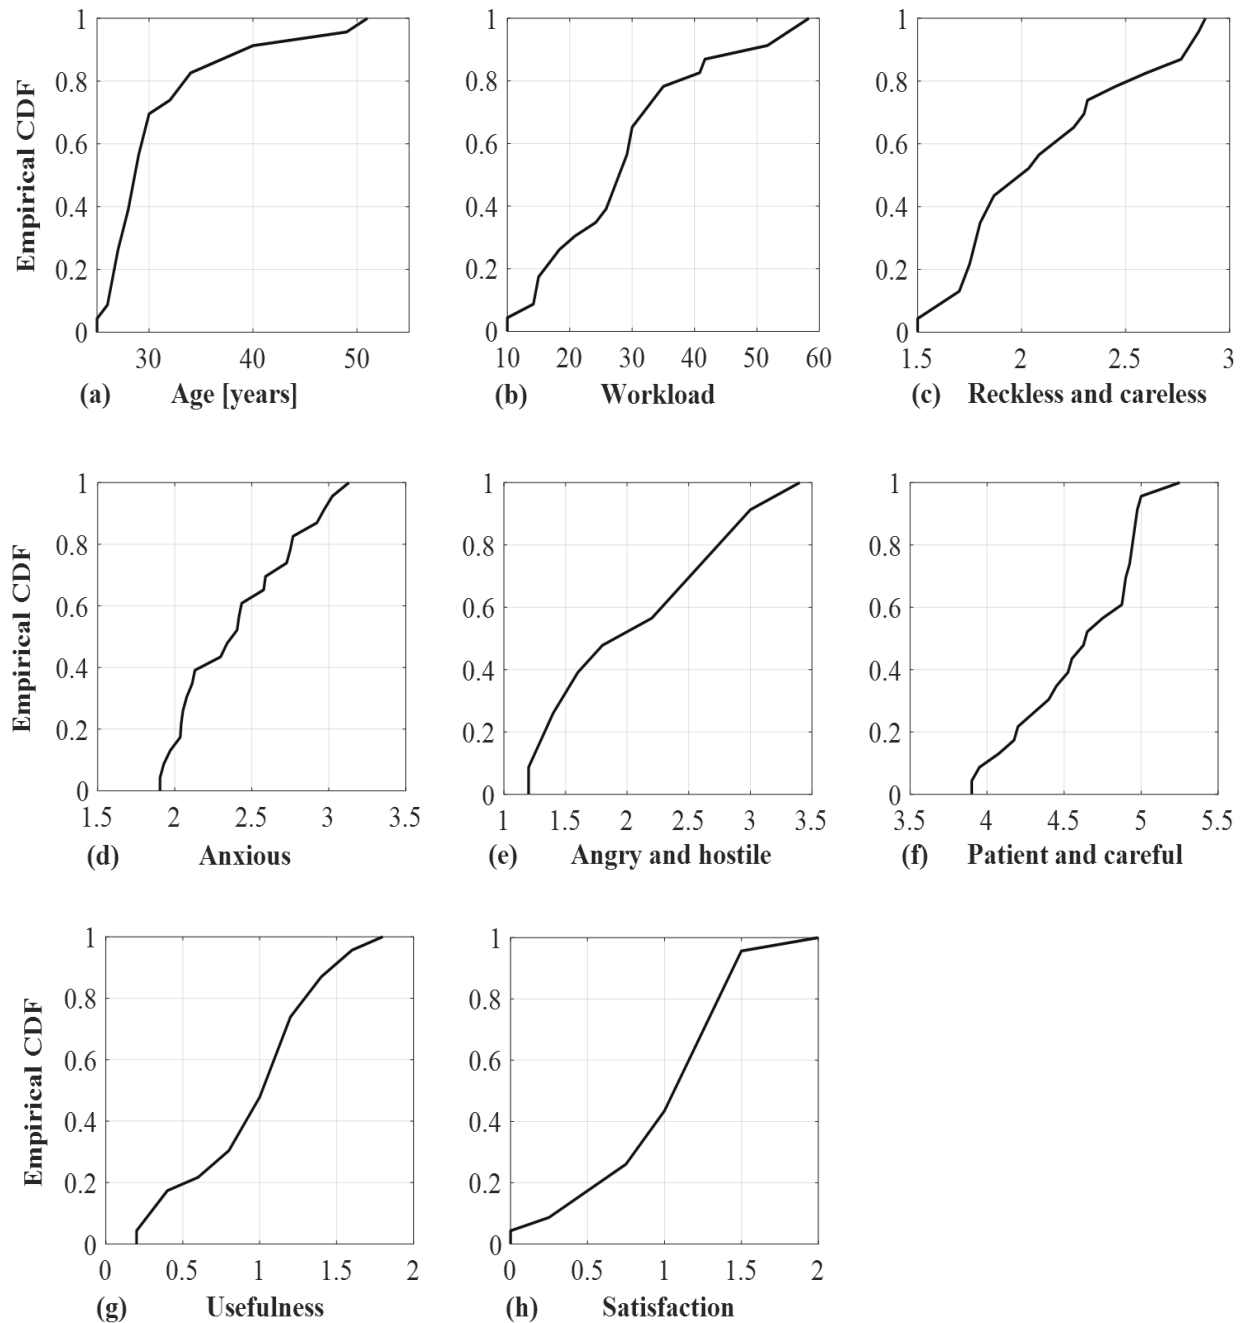 Empirical CDF
1
0.8
0.6
0.4
0.2
0
30 40 50
(a) Age [years]
1
0.8
0.6
0.4
0.2
0
10 20 30 40 50 60
(b) Workload
1
0.8
0.6
0.4
0.2
0
1.5 2 2.5 3
(c) Reckless and careless
Empirical CDF
1
0.8
0.6
0.4
0.2
0
1.5 2 2.5 3 3.5
(d) Anxious
1
0.8
0.6
0.4
0.2
0
1 1.5 2 2.5 3 3.5
(e) Angry and hostile
1
0.8
0.6
0.4
0.2
0
3.5 4 4.5 5 5.5
(f) Patient and careful
Empirical CDF
1
0.8
0.6
0.4
0.2
0
0 0.5 1 1.5 2
(g) Usefulness
1
0.8
0.6
0.4
0.2
0
0 0.5 1 1.5 2
(h) Satisfaction